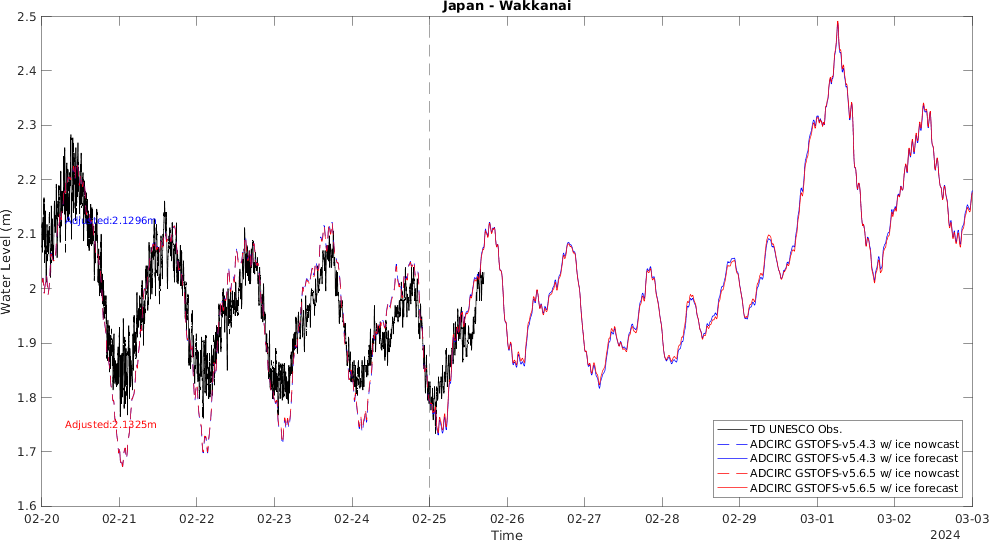 Japan - Wakkanai
2.5
2.4
2.3
2.2
2.1
2
1.9
1.8
1.7
1.6
Water Level (m)
Adjusted:2.1296m
Adjusted:2.1325m
TD UNESCO Obs.
ADCIRC GSTOFS-v5.4.3 w/ ice nowcast
ADCIRC GSTOFS-v5.4.3 w/ ice forecast
ADCIRC GSTOFS-v5.6.5 w/ ice nowcast
ADCIRC GSTOFS-v5.6.5 w/ ice forecast
02-20 02-21 02-22 02-23 02-24 02-25 02-26 02-27 02-28 02-29 03-01 03-02 03-03
Time
2024